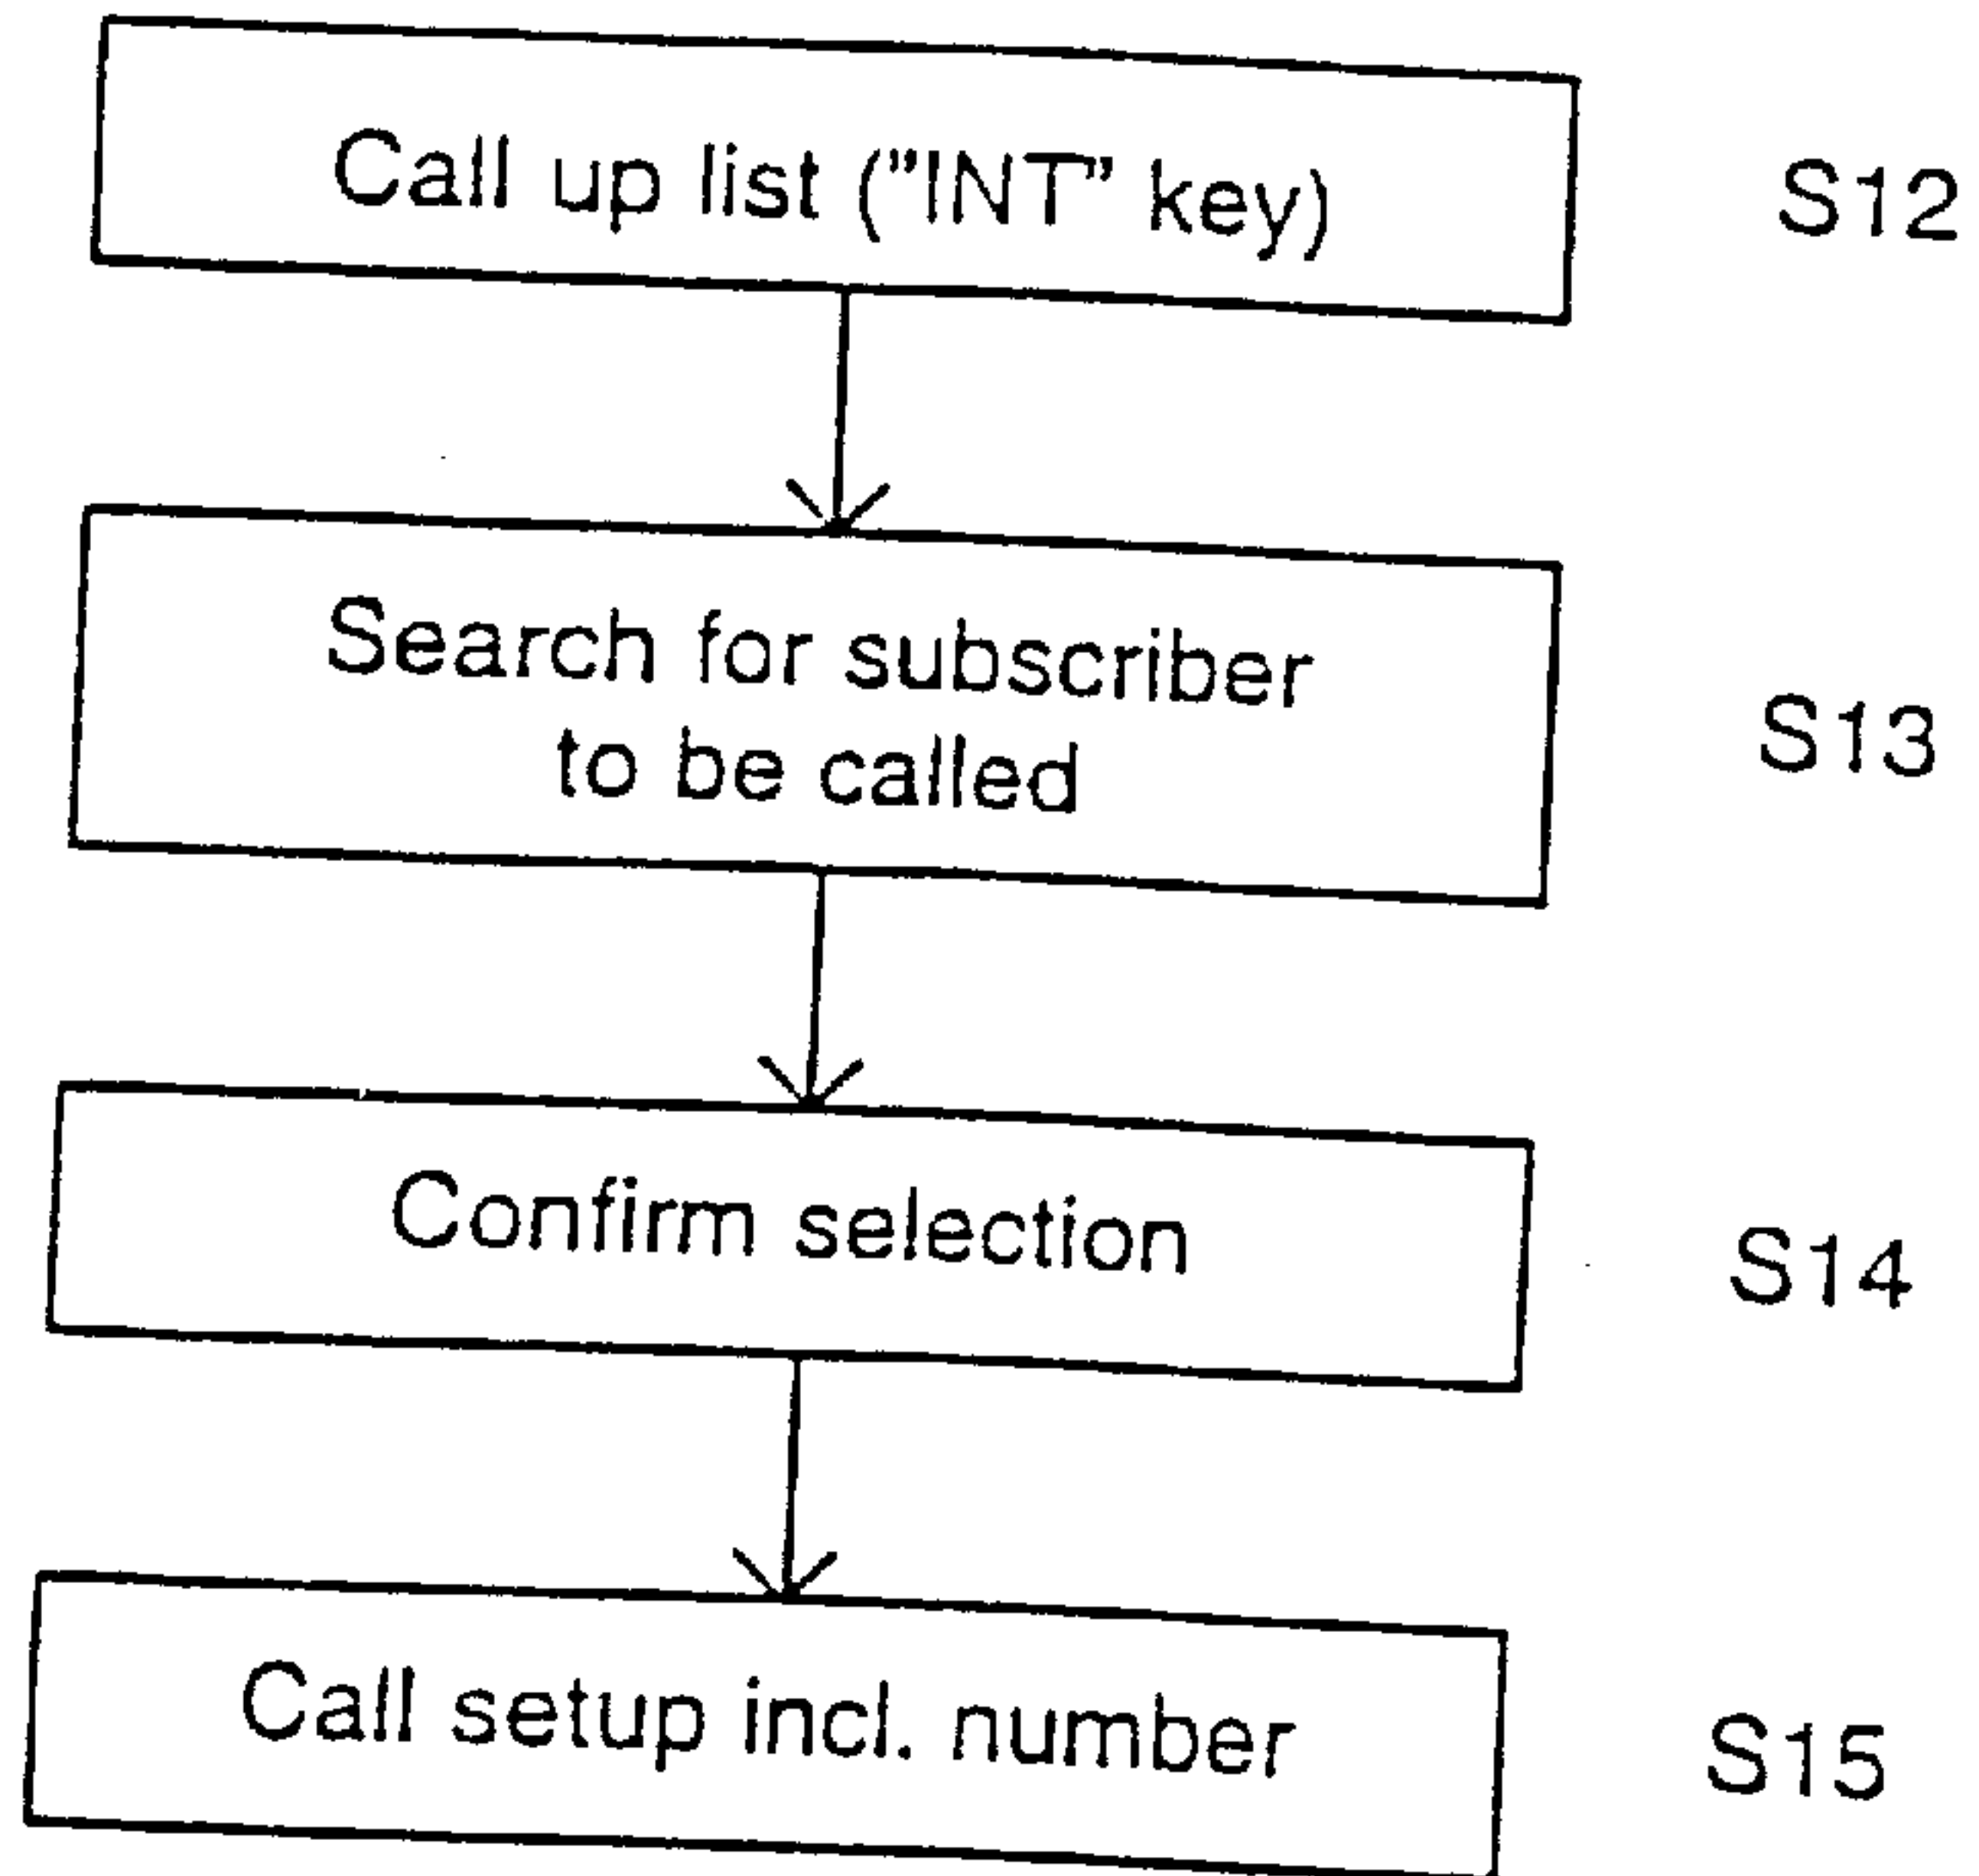 Call up list ("INT" key)
S12
Search for subscriber
to be called
S13
Confirm selection
S14
Call setup incl. number
S15